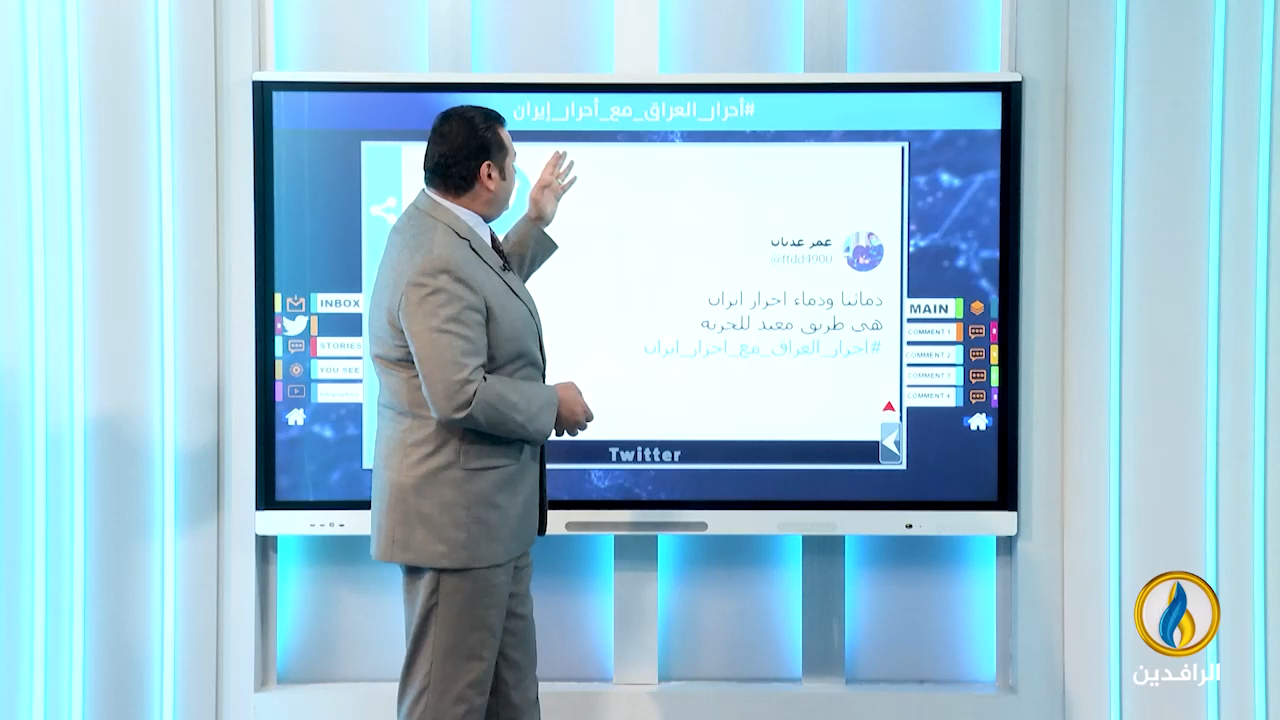 #أحرار_العراق_مع_أحرار_إيران
عمر عدنان
@ffdd4900
دمائنا ودماء احرار ايران
هي طريق معبد للحرية
#احرار_العراق_مع_احرار_ايران
Twitter
INBOX
STORIES
YOU SEE
MAIN
COMMENT 1
COMMENT 2
COMMENT 3
COMMENT 4
الرافدين